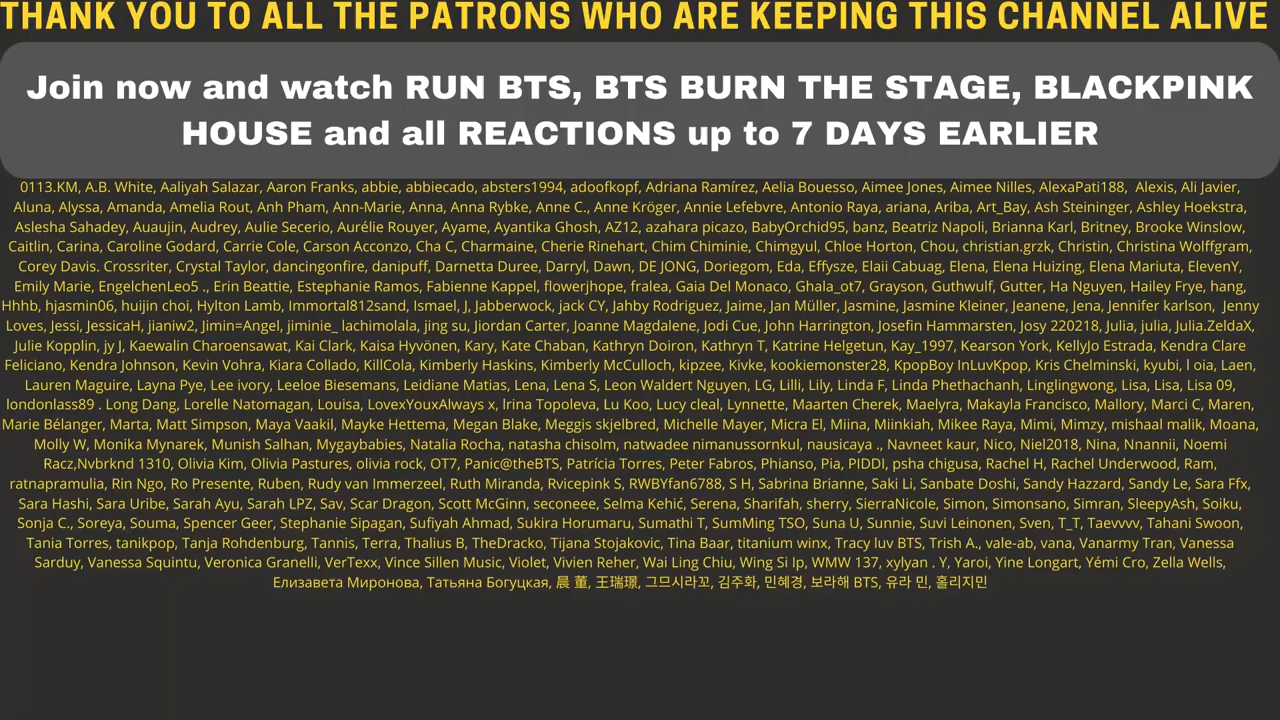 THANK YOU TO ALL THE PATRONS WHO ARE KEEPING THIS CHANNEL ALIVE
Join now and watch RUN BTS, BTS BURN THE STAGE, BLACKPINK
HOUSE and all REACTIONS up to 7 DAYS EARLIER
0113.KM, A.B. White, Aaliyah Salazar, Aaron Franks, abbie, abbiecado, absters1994, adoofkopf, Adriana Ramírez, Aelia Bouesso, Aimee Jones, Aimee Nilles, AlexaPati188,  Alexis, Ali Javier,
Aluna, Alyssa, Amanda, Amelia Rout, Anh Pham, Ann-Marie, Anna, Anna Rybke, Anne C., Anne Kröger, Annie Lefebvre, Antonio Raya, ariana, Ariba, Art_Bay, Ash Steininger, Ashley Hoekstra,
Aslesha Sahadey, Auaujin, Audrey, Aulie Secerio, Aurélie Rouyer, Ayame, Ayantika Ghosh, AZ12, azahara picazo, BabyOrchid95, banz, Beatriz Napoli, Brianna Karl, Britney, Brooke Winslow,
Caitlin, Carina, Caroline Godard, Carrie Cole, Carson Acconzo, Cha C, Charmaine, Cherie Rinehart, Chim Chiminie, Chimgyul, Chloe Horton, Chou, christian.grzk, Christin, Christina Wolffgram,
Corey Davis. Crossriter, Crystal Taylor, dancingonfire, danipuff, Darnetta Duree, Darryl, Dawn, DE JONG, Doriegom, Eda, Effysze, Elaii Cabuag, Elena, Elena Huizing, Elena Mariuta, ElevenY,
Emily Marie, EngelchenLeo5 ., Erin Beattie, Estephanie Ramos, Fabienne Kappel, flowerjhope, fralea, Gaia Del Monaco, Ghala_ot7, Grayson, Guthwulf, Gutter, Ha Nguyen, Hailey Frye, hang,
Hhhb, hjasmin06, huijin choi, Hylton Lamb, Immortal812sand, Ismael, J, Jabberwock, jack CY, Jahby Rodriguez, Jaime, Jan Müller, Jasmine, Jasmine Kleiner, Jeanene, Jena, Jennifer karlson,  Jenny
Loves, Jessi, JessicaH, jianiw2, Jimin=Angel, jiminie_ lachimolala, jing su, Jiordan Carter, Joanne Magdalene, Jodi Cue, John Harrington, Josefin Hammarsten, Josy 220218, Julia, julia, Julia.ZeldaX,
Julie Kopplin, jy J, Kaewalin Charoensawat, Kai Clark, Kaisa Hyvönen, Kary, Kate Chaban, Kathryn Doiron, Kathryn T, Katrine Helgetun, Kay_1997, Kearson York, KellyJo Estrada, Kendra Clare
Feliciano, Kendra Johnson, Kevin Vohra, Kiara Collado, KillCola, Kimberly Haskins, Kimberly McCulloch, kipzee, Kivke, kookiemonster28, KpopBoy InLuvKpop, Kris Chelminski, kyubi, l oia, Laen,
Lauren Maguire, Layna Pye, Lee ivory, Leeloe Biesemans, Leidiane Matias, Lena, Lena S, Leon Waldert Nguyen, LG, Lilli, Lily, Linda F, Linda Phethachanh, Linglingwong, Lisa, Lisa, Lisa 09,
londonlass89 . Long Dang, Lorelle Natomagan, Louisa, LovexYouxAlways x, lrina Topoleva, Lu Koo, Lucy cleal, Lynnette, Maarten Cherek, Maelyra, Makayla Francisco, Mallory, Marci C, Maren,
Marie Bélanger, Marta, Matt Simpson, Maya Vaakil, Mayke Hettema, Megan Blake, Meggis skjelbred, Michelle Mayer, Micra El, Miina, Miinkiah, Mikee Raya, Mimi, Mimzy, mishaal malik, Moana,
Molly W, Monika Mynarek, Munish Salhan, Mygaybabies, Natalia Rocha, natasha chisolm, natwadee nimanussornkul, nausicaya ., Navneet kaur, Nico, Niel2018, Nina, Nnannii, Noemi
Racz,Nvbrknd 1310, Olivia Kim, Olivia Pastures, olivia rock, OT7, Panic@theBTS, Patrícia Torres, Peter Fabros, Phianso, Pia, PIDDI, psha chigusa, Rachel H, Rachel Underwood, Ram,
ratnapramulia, Rin Ngo, Ro Presente, Ruben, Rudy van Immerzeel, Ruth Miranda, Rvicepink S, RWBYfan6788, S H, Sabrina Brianne, Saki Li, Sanbate Doshi, Sandy Hazzard, Sandy Le, Sara Ffx,
Sara Hashi, Sara Uribe, Sarah Ayu, Sarah LPZ, Sav, Scar Dragon, Scott McGinn, seconeee, Selma Kehić, Serena, Sharifah, sherry, SierraNicole, Simon, Simonsano, Simran, SleepyAsh, Soiku,
Sonja C., Soreya, Souma, Spencer Geer, Stephanie Sipagan, Sufiyah Ahmad, Sukira Horumaru, Sumathi T, SumMing TSO, Suna U, Sunnie, Suvi Leinonen, Sven, T_T, Taevvvv, Tahani Swoon,
Tania Torres, tanikpop, Tanja Rohdenburg, Tannis, Terra, Thalius B, TheDracko, Tijana Stojakovic, Tina Baar, titanium winx, Tracy luv BTS, Trish A., vale-ab, vana, Vanarmy Tran, Vanessa
Sarduy, Vanessa Squintu, Veronica Granelli, VerTexx, Vince Sillen Music, Violet, Vivien Reher, Wai Ling Chiu, Wing Si Ip, WMW 137, xylyan . Y, Yaroi, Yine Longart, Yémi Cro, Zella Wells,
Елизавета Миронова, Татьяна Богуцкая, 晨 董, 王瑞璟, 그므시라꼬, 김주화, 민혜경, 보라해 BTS, 유라 민, 홀리지민